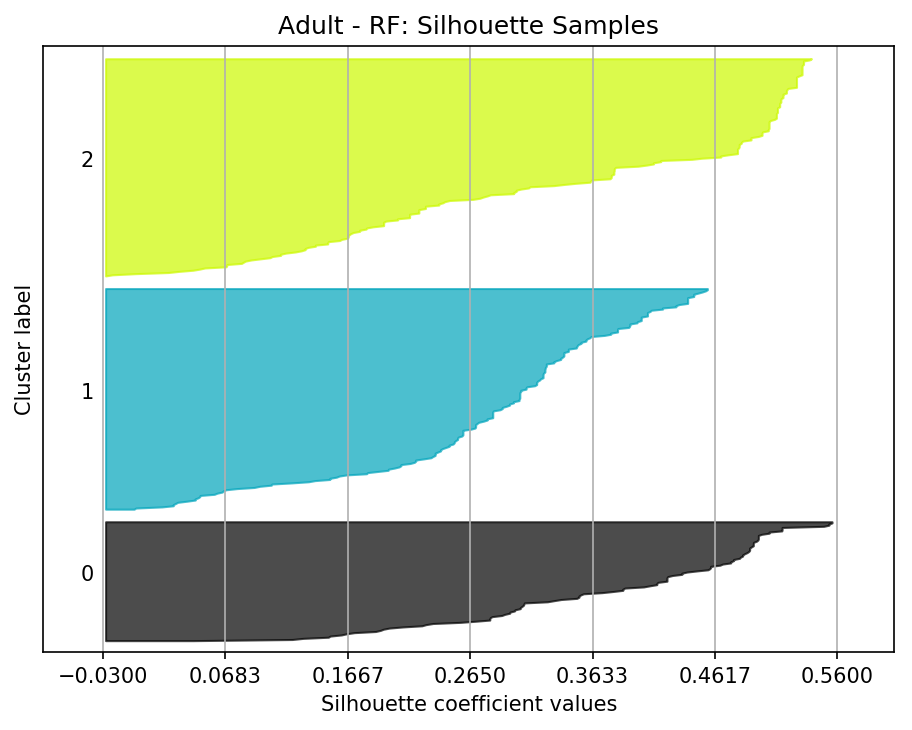 Adult - RF: Silhouette Samples
2
1
0
Cluster label
−0.0300 0.0683 0.1667 0.2650 0.3633 0.4617 0.5600
Silhouette coefficient values